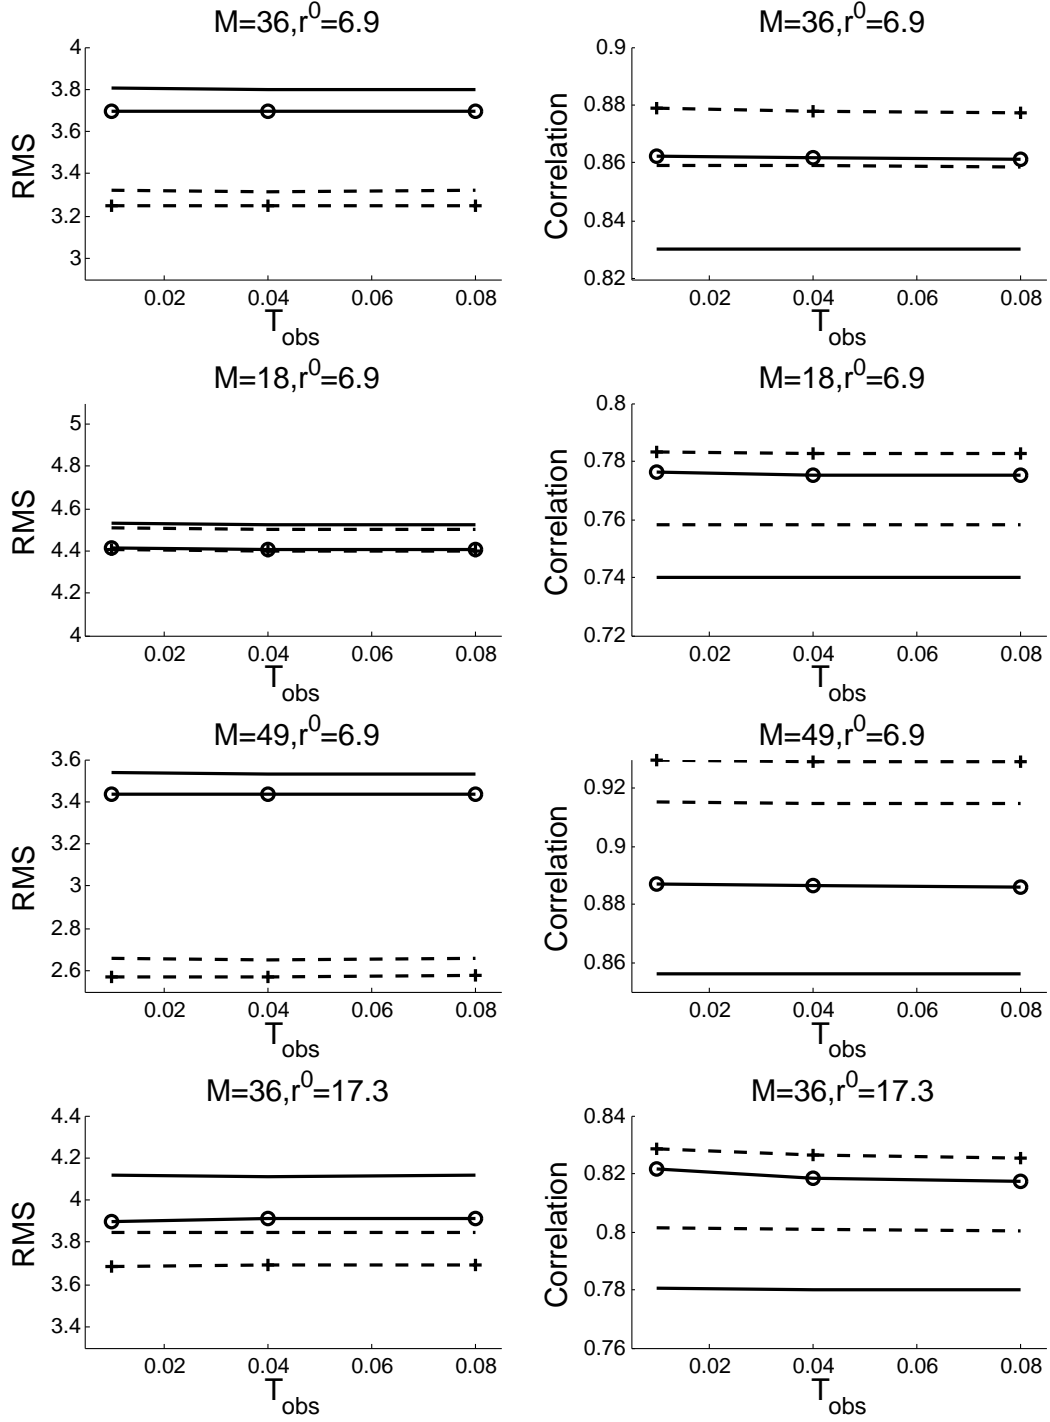 M=36,r⁰=6.9
RMS
4
3.8
3.6
3.4
3.2
3
0.02 0.04 0.06 0.08
T_obs
M=36,r⁰=6.9
Correlation
0.9
0.88
0.86
0.84
0.82
0.02 0.04 0.06 0.08
T_obs
M=18,r⁰=6.9
RMS
5
4.8
4.6
4.4
4.2
4
0.02 0.04 0.06 0.08
T_obs
M=18,r⁰=6.9
Correlation
0.8
0.78
0.76
0.74
0.72
0.02 0.04 0.06 0.08
T_obs
M=49,r⁰=6.9
RMS
3.6
3.4
3.2
3
2.8
2.6
0.02 0.04 0.06 0.08
T_obs
M=49,r⁰=6.9
Correlation
0.92
0.9
0.88
0.86
0.02 0.04 0.06 0.08
T_obs
M=36,r⁰=17.3
RMS
4.4
4.2
4
3.8
3.6
3.4
0.02 0.04 0.06 0.08
T_obs
M=36,r⁰=17.3
Correlation
0.84
0.82
0.8
0.78
0.76
0.02 0.04 0.06 0.08
T_obs